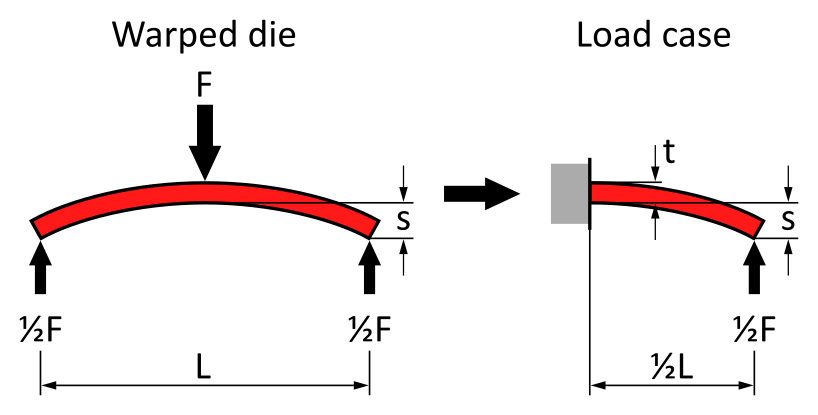 Warped die
Load case
F
t
s
s
½F
½F
½F
L
½L